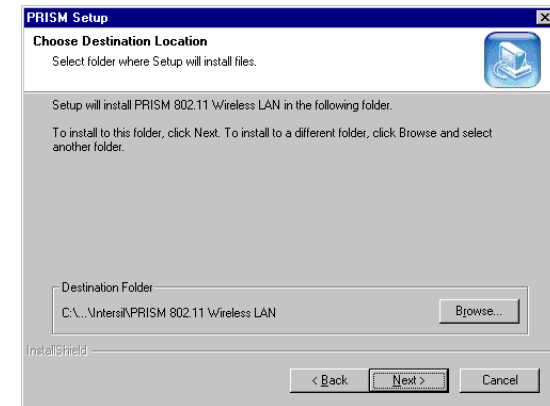 PRISM Setup
Choose Destination Location
Select folder where Setup will install files.
Setup will install PRISM 802.11 Wireless LAN in the following folder.
To install to this folder, click Next. To install to a different folder, click Browse and select
another folder.
Destination Folder
C:\...\Intersil\PRISM 802.11 Wireless LAN
Browse...
InstallShield
< Back
Next >
Cancel